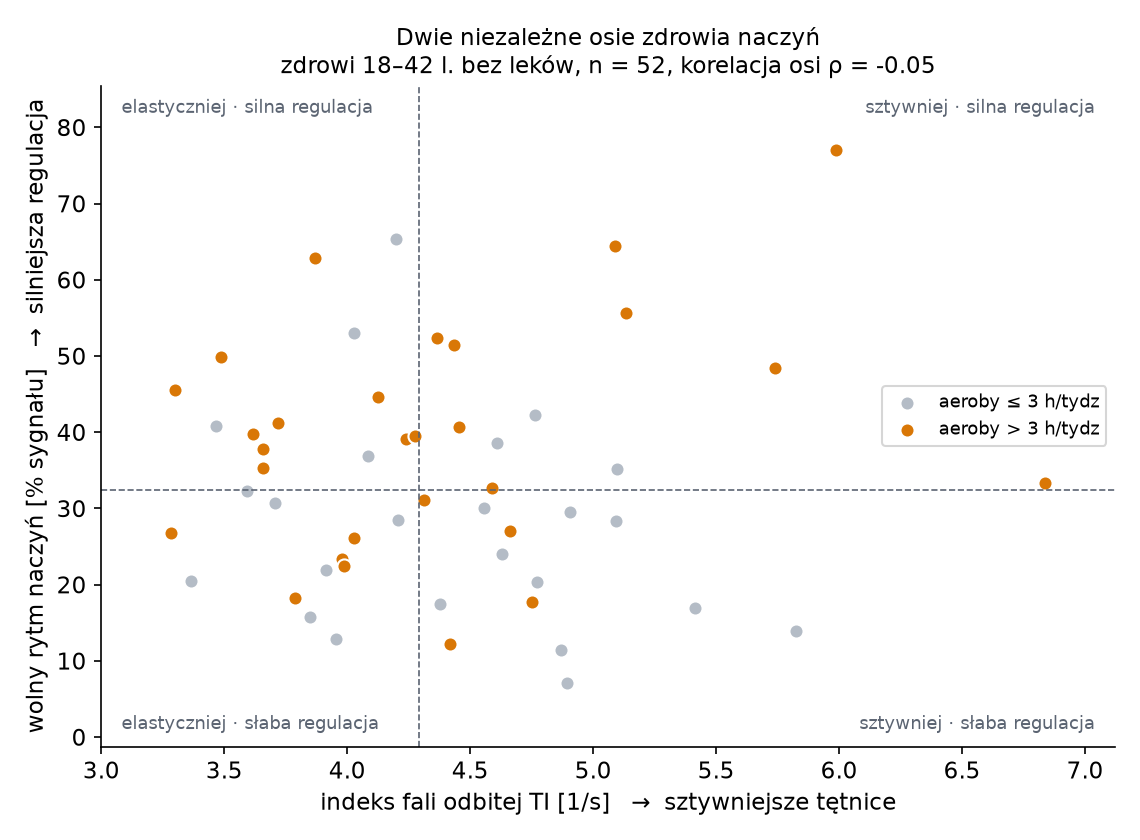 Dwie niezależne osie zdrowia naczyń
zdrowi 18–42 l. bez leków, n = 52, korelacja osi ρ = -0.05
elastyczniej · silna regulacja
sztywniej · silna regulacja
wolny rytm naczyń [% sygnału] → silniejsza regulacja
80
70
60
50
40
30
20
10
0
aeroby ≤ 3 h/tydz
aeroby > 3 h/tydz
elastyczniej · słaba regulacja
sztywniej · słaba regulacja
3.0 3.5 4.0 4.5 5.0 5.5 6.0 6.5 7.0
indeks fali odbitej TI [1/s] → sztywniejsze tętnice